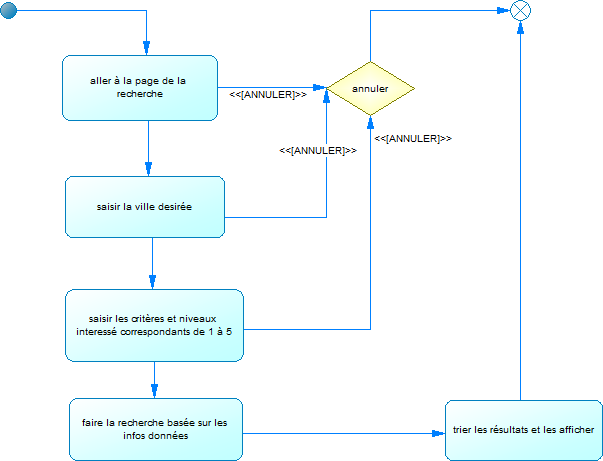 aller à la page de la
recherche
<<[ANNULER]>>
annuler
<<[ANNULER]>>
<<[ANNULER]>>
saisir la ville desirée
saisir les critères et niveaux
interessé correspondants de 1 à 5
faire la recherche basée sur les
infos données
trier les résultats et les afficher